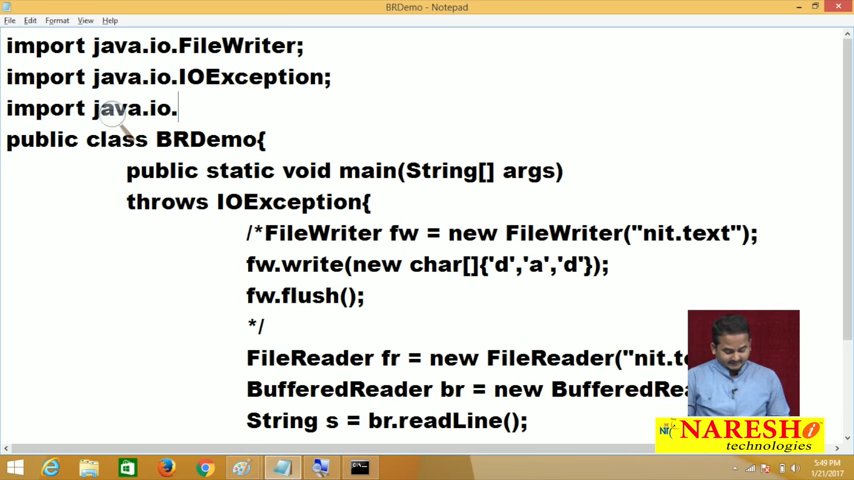 BRDemo - Notepad
File Edit Format View Help
import java.io.FileWriter;
import java.io.IOException;
import java.io.
public class BRDemo{
public static void main(String[] args)
throws IOException{
/*FileWriter fw = new FileWriter("nit.text");
fw.write(new char[]{'d','a','d'});
fw.flush();
*/
FileReader fr = new FileReader("nit.te
BufferedReader br = new BufferedRea
String s = br.readLine();
NARESH i
technologies
5:49 PM
1/21/2017